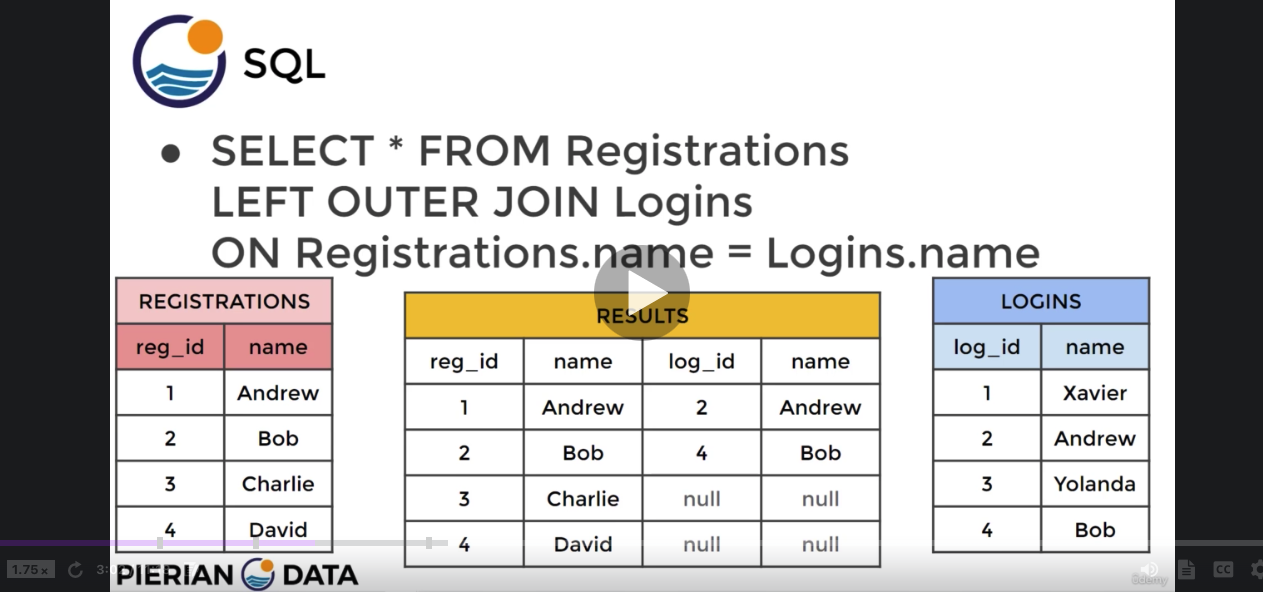 SQL
● SELECT * FROM Registrations
LEFT OUTER JOIN Logins
ON Registrations.name = Logins.name
REGISTRATIONS
reg_id name
1 Andrew
2 Bob
3 Charlie
4 David
RESULTS
reg_id name log_id name
1 Andrew 2 Andrew
2 Bob 4 Bob
3 Charlie null null
4 David null null
LOGINS
log_id name
1 Xavier
2 Andrew
3 Yolanda
4 Bob
1.75x
PIERIAN DATA
Udemy
CC